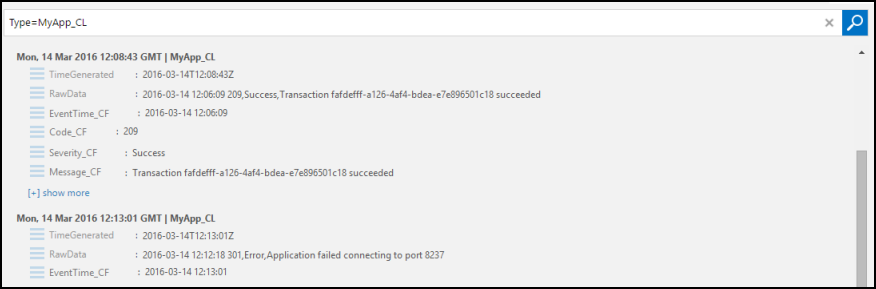 Type=MyApp_CL
Mon, 14 Mar 2016 12:08:43 GMT | MyApp_CL
TimeGenerated : 2016-03-14T12:08:43Z
RawData : 2016-03-14 12:06:09 209,Success,Transaction fafdefff-a126-4af4-bdea-e7e896501c18 succeeded
EventTime_CF : 2016-03-14 12:06:09
Code_CF : 209
Severity_CF : Success
Message_CF : Transaction fafdefff-a126-4af4-bdea-e7e896501c18 succeeded
[+] show more
Mon, 14 Mar 2016 12:13:01 GMT | MyApp_CL
TimeGenerated : 2016-03-14T12:13:01Z
RawData : 2016-03-14 12:12:18 301,Error,Application failed connecting to port 8237
EventTime_CF : 2016-03-14 12:13:01